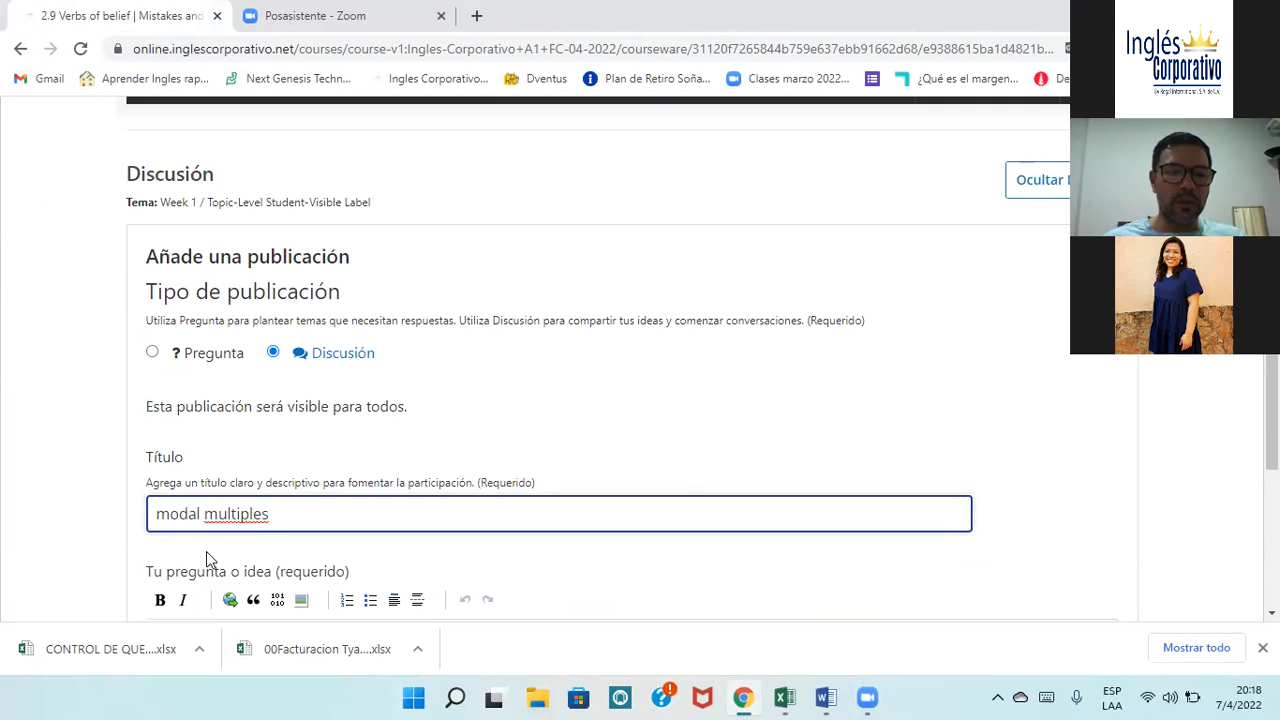 2.9 Verbs of belief | Mistakes and
Posasistente - Zoom
online.inglescorporativo.net/courses/course-v1:Ingles-Corporativo+A1+FC-04-2022/courseware/31120f7265844b759e637ebb91662d68/e9388615ba1d4821b...
Gmail
Aprender Ingles rap...
Next Genesis Techn...
Ingles Corporativo...
Dventus
Plan de Retiro Soña...
Clases marzo 2022...
¿Qué es el margen...
De
Inglés
Corporativo
Discusión
Ocultar
Tema: Week 1 / Topic-Level Student-Visible Label
Añade una publicación
Tipo de publicación
Utiliza Pregunta para plantear temas que necesitan respuestas. Utiliza Discusión para compartir tus ideas y comenzar conversaciones. (Requerido)
? Pregunta
Discusión
Esta publicación será visible para todos.
Título
Agrega un título claro y descriptivo para fomentar la participación. (Requerido)
modal multiples
Tu pregunta o idea (requerido)
B I
CONTROL DE QUE....xlsx
00Facturacion Tya....xlsx
Mostrar todo
ESP
LAA
20:18
7/4/2022